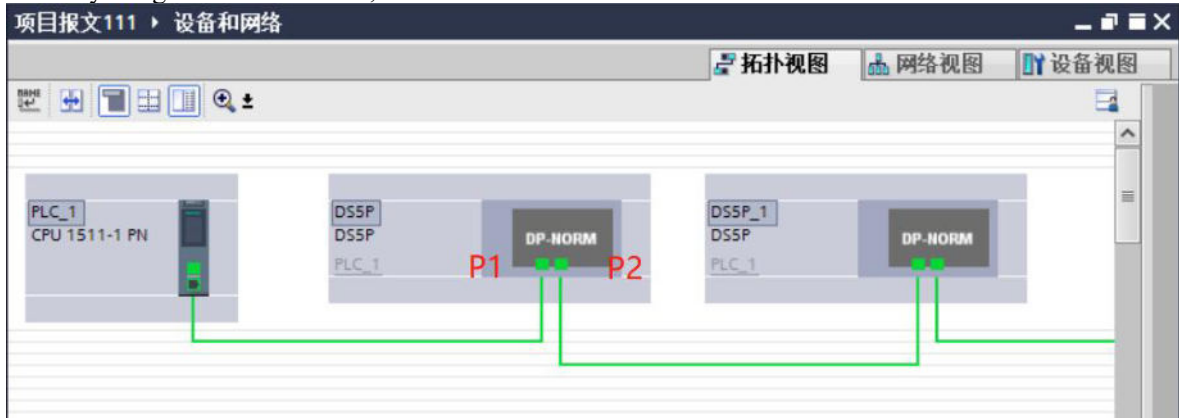 项目报文111 ▸ 设备和网络
拓扑视图 网络视图 设备视图
PLC_1
CPU 1511-1 PN
DS5P
DS5P
PLC_1
DP-NORM
P1 P2
DS5P_1
DS5P
PLC_1
DP-NORM